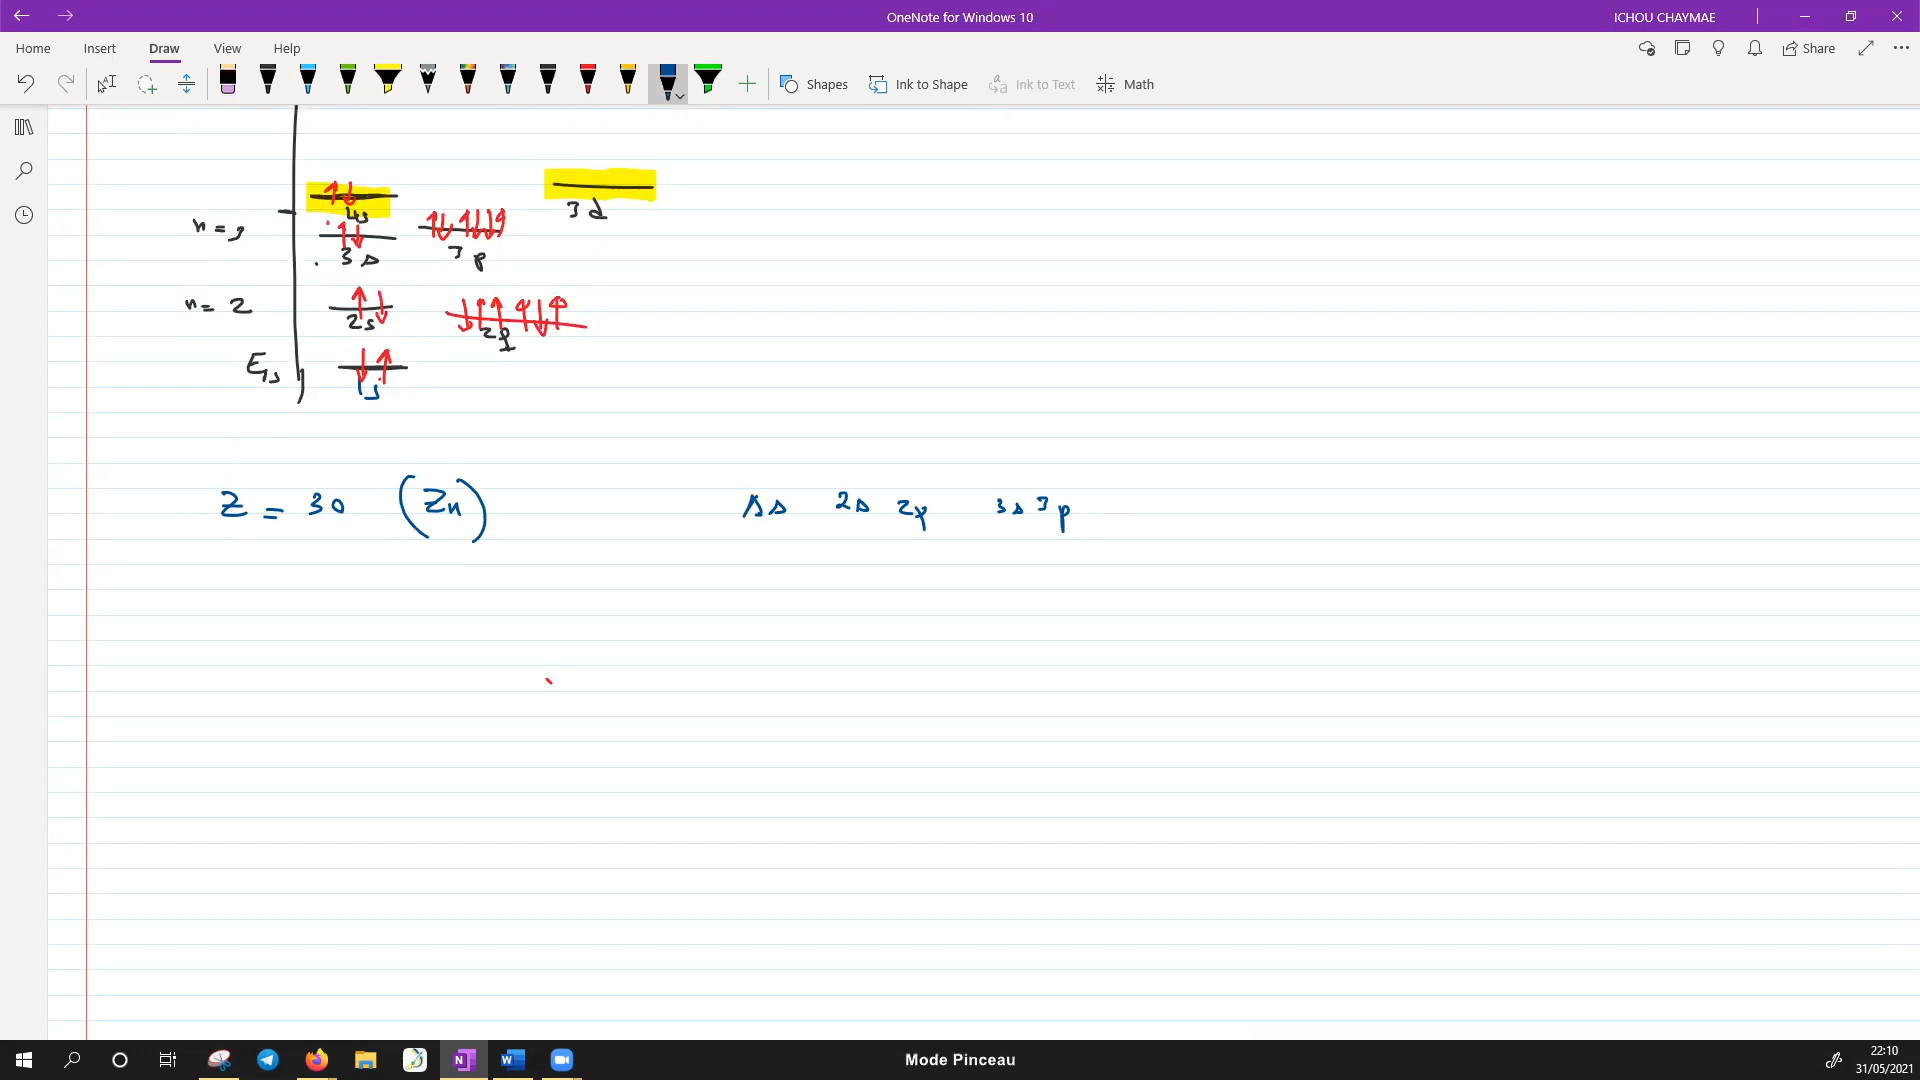 OneNote for Windows 10
ICHOU CHAYMAE
Home Insert Draw View Help
Share
Shapes Ink to Shape Ink to Text Math
4s
3d
n = 3
3s 3p
n = 2
2s 2p
E1s
1s
Z = 30 (Zn) 1s 2s 2p 3s 3p
Mode Pinceau
22:10
31/05/2021